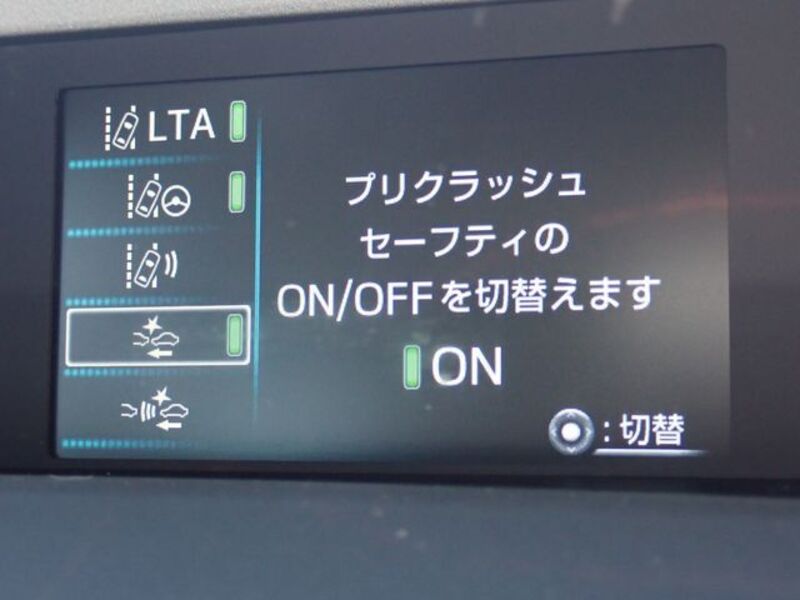 LTA
プリクラッシュ
セーフティの
ON/OFFを切替えます
ON
:切替